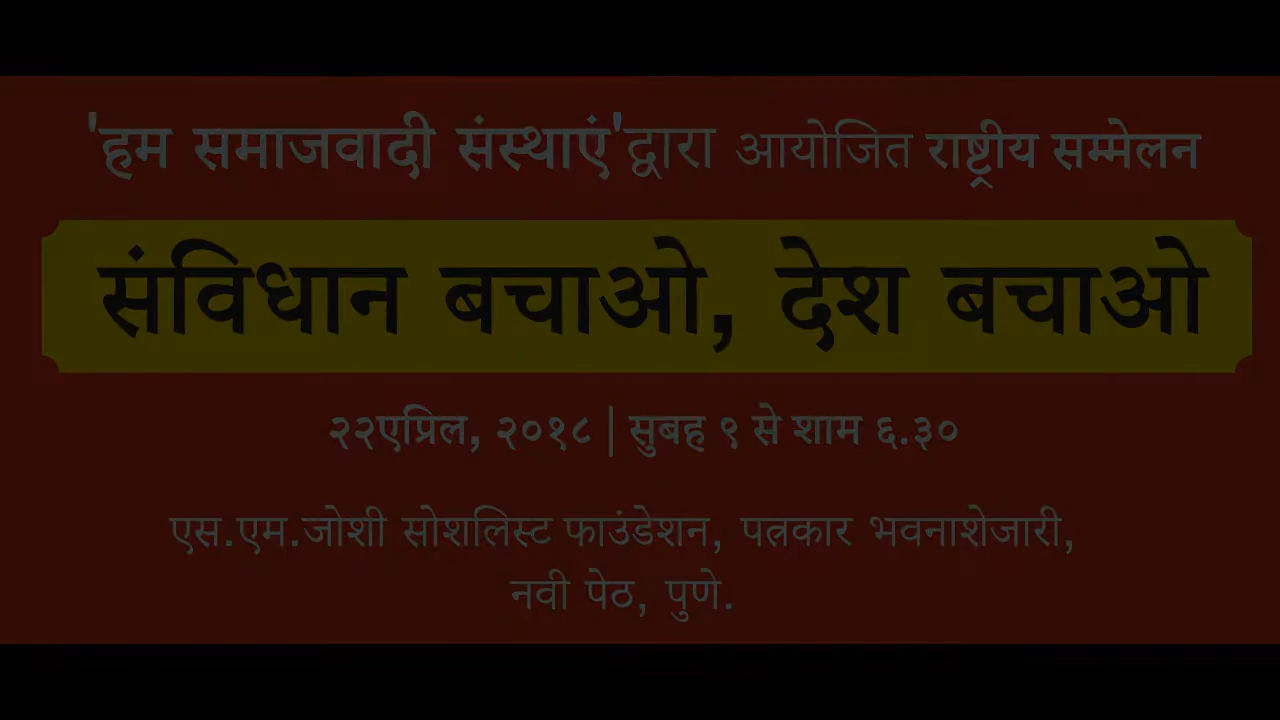 'हम समाजवादी संस्थाएं'द्वारा आयोजित राष्ट्रीय सम्मेलन
संविधान बचाओ, देश बचाओ
२२एप्रिल, २०१८ | सुबह ९ से शाम ६.३०
एस.एम.जोशी सोशलिस्ट फाउंडेशन, पत्रकार भवनाशेजारी,
नवी पेठ, पुणे.